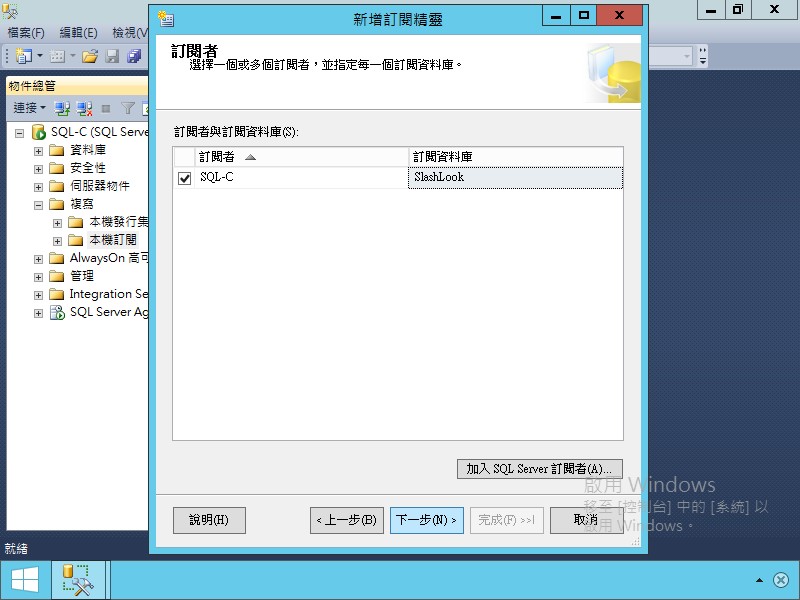 新增訂閱精靈
檔案(F) 編輯(E) 檢視(V
訂閱者
選擇一個或多個訂閱者，並指定每一個訂閱資料庫。
物件總管
連接
訂閱者與訂閱資料庫(S):
訂閱者 訂閱資料庫
SQL-C SlashLook
SQL-C (SQL Serve
資料庫
安全性
伺服器物件
複寫
本機發行集
本機訂閱
AlwaysOn 高可
管理
Integration Se
SQL Server Ag
加入 SQL Server 訂閱者(A)...
說明(H) < 上一步(B) 下一步(N) > 完成(F) >>| 取消
啟用 Windows
移至 [控制台] 中的 [系統] 以
啟用 Windows。
就緒